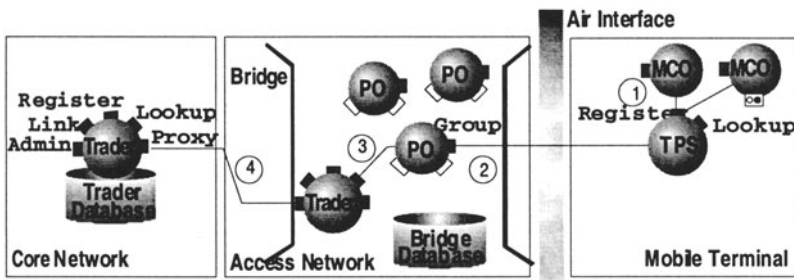 Air Interface
Bridge
PO
PO
MCO
MCO
1
Register
Lookup
Link
Proxy
Admin
Trader
Group
Register
Lookup
3
PO
2
TPS
4
Trader
Trader
Database
Bridge
Database
Core Network
Access Network
Mobile Terminal